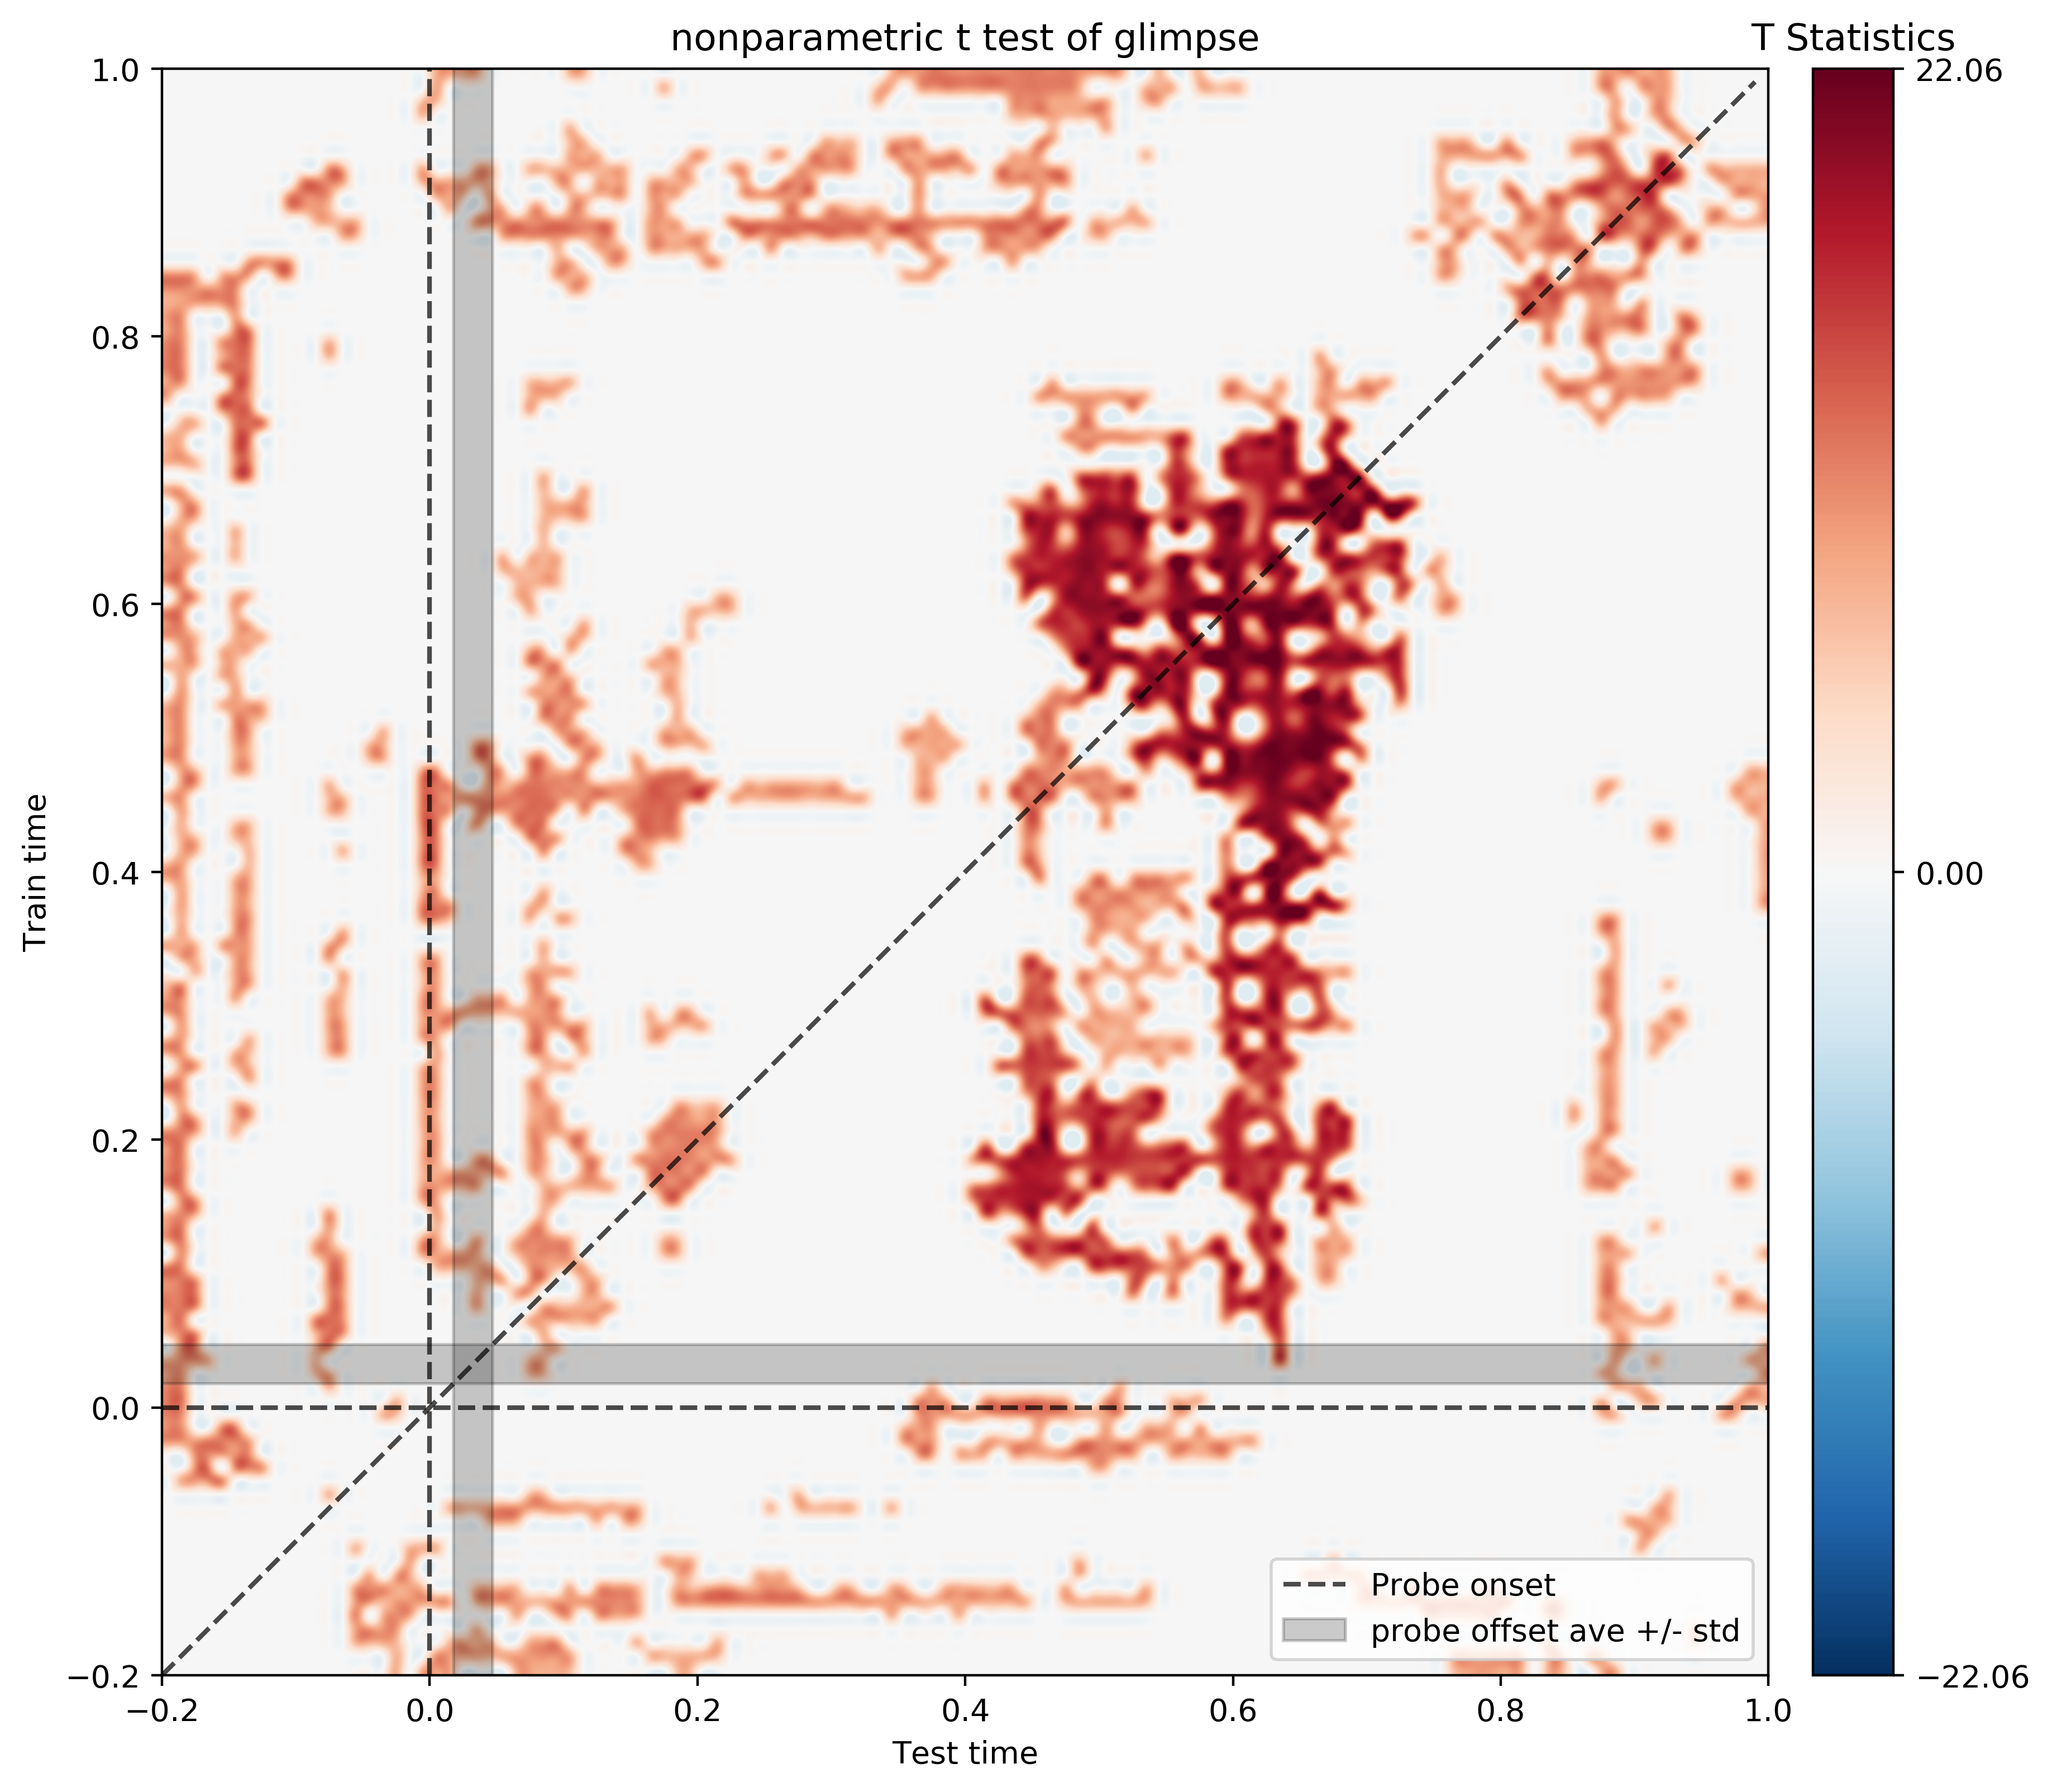 nonparametric t test of glimpse
T Statistics
22.06
0.00
−22.06
1.0
0.8
0.6
0.4
0.2
0.0
−0.2
Train time
−0.2
0.0
0.2
0.4
0.6
0.8
1.0
Test time
Probe onset
probe offset ave +/- std